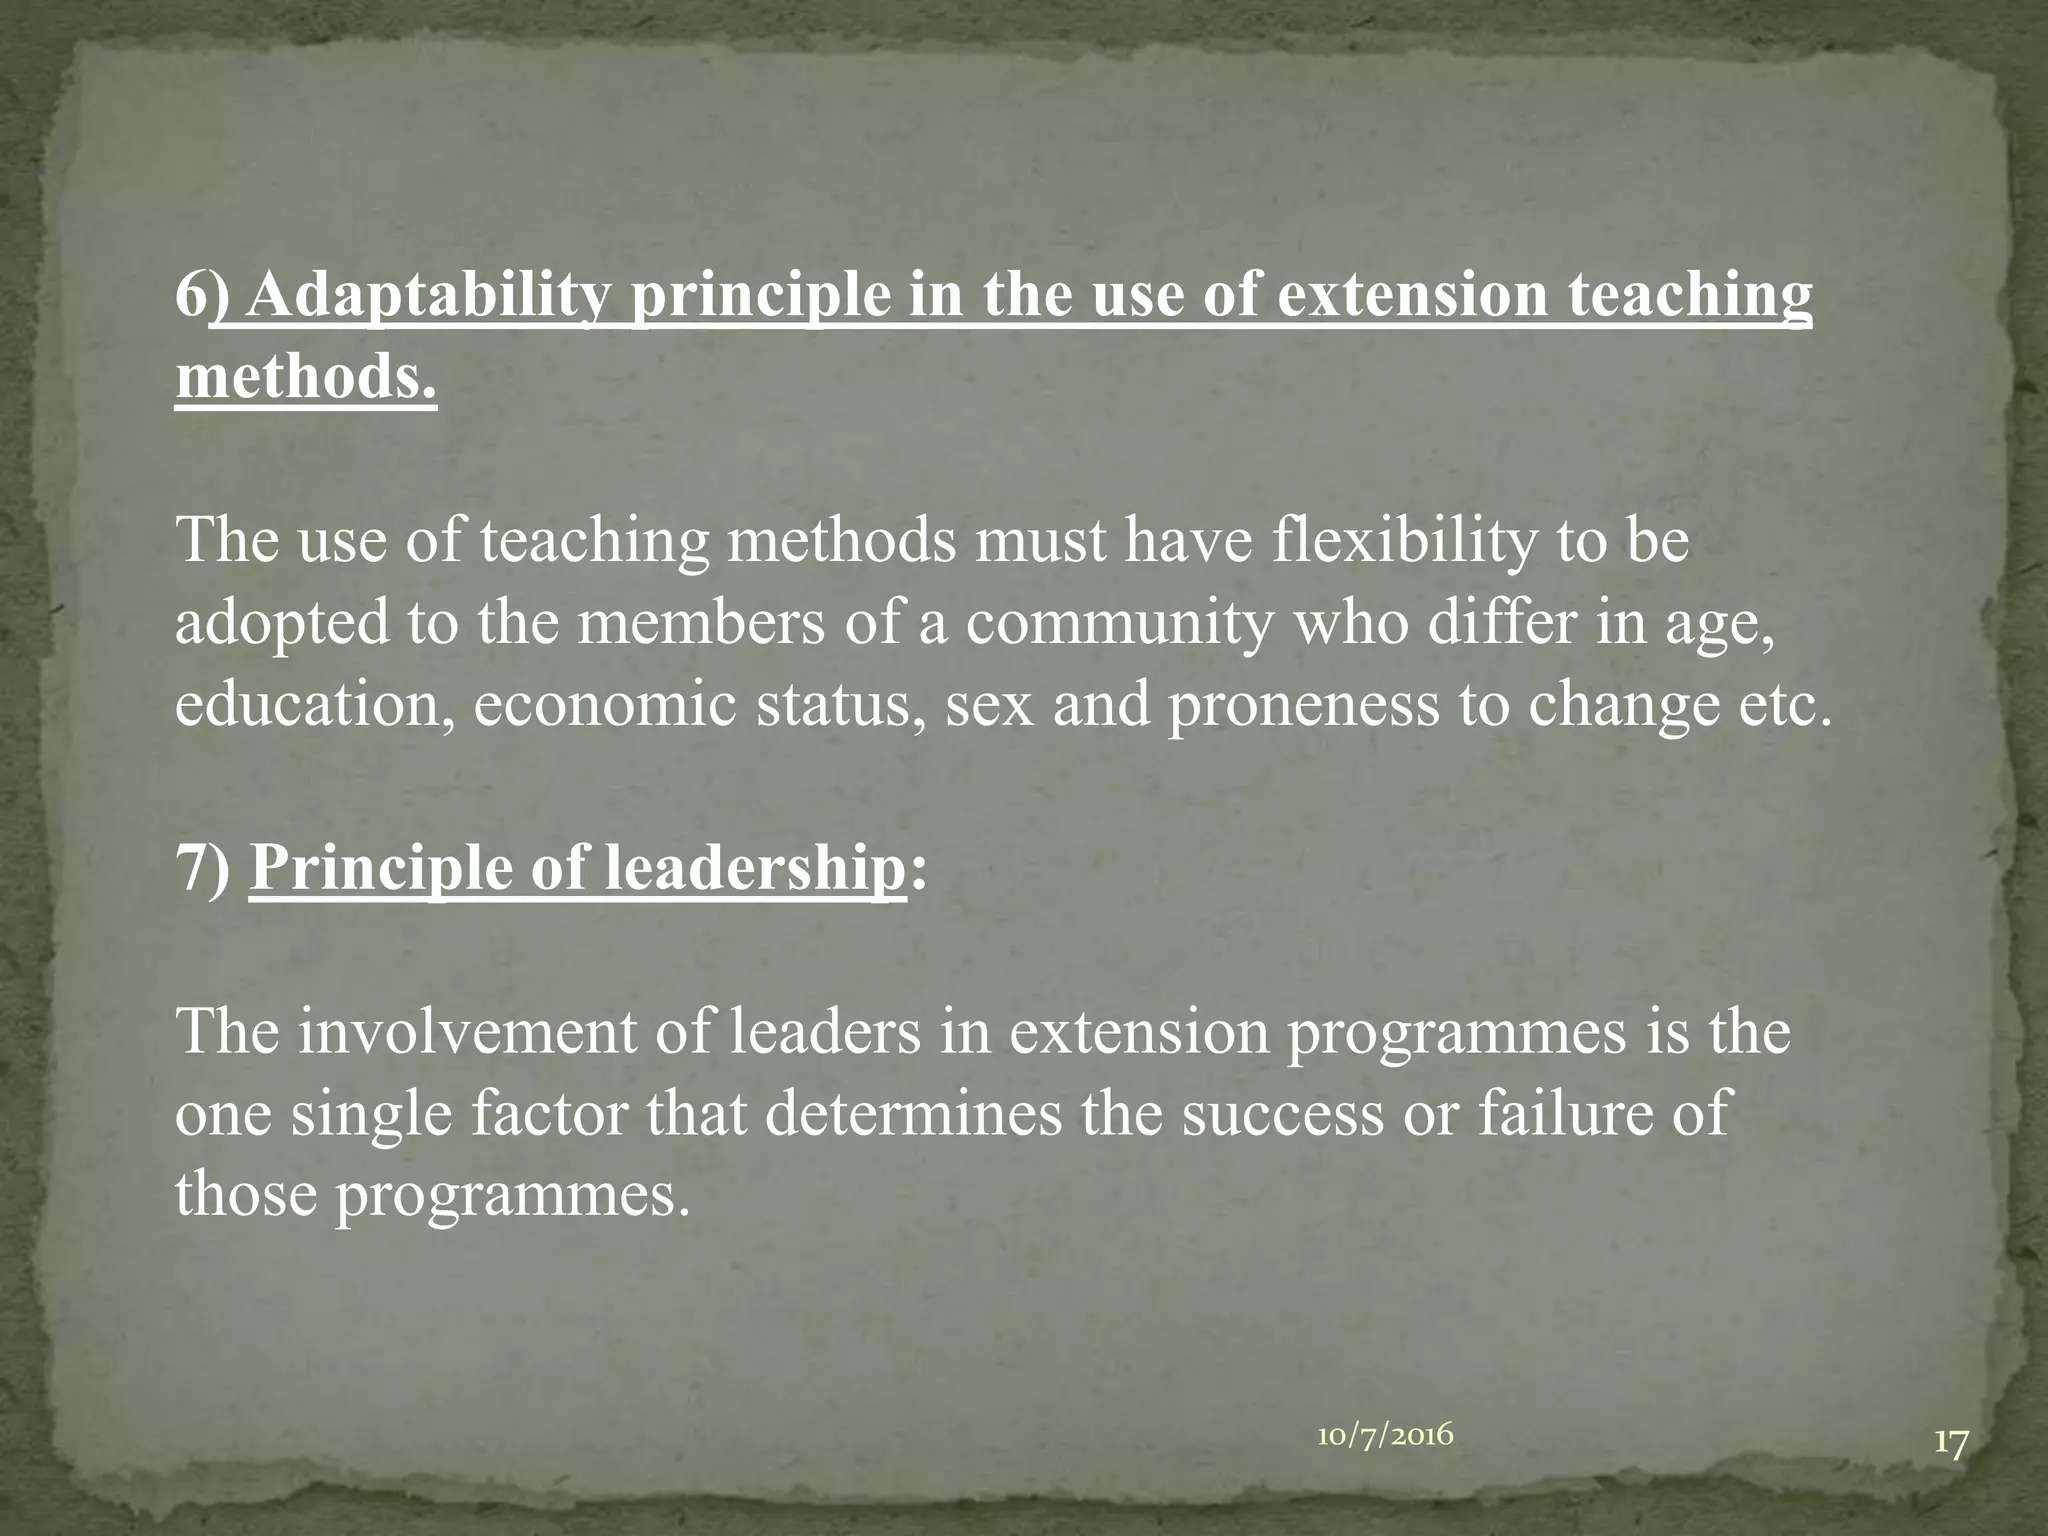 6) Adaptability principle in the use of extension teaching
methods.
The use of teaching methods must have flexibility to be
adopted to the members of a community who differ in age,
education, economic status, sex and proneness to change etc.
7) Principle of leadership:
The involvement of leaders in extension programmes is the
one single factor that determines the success or failure of
those programmes.
10/7/2016
17